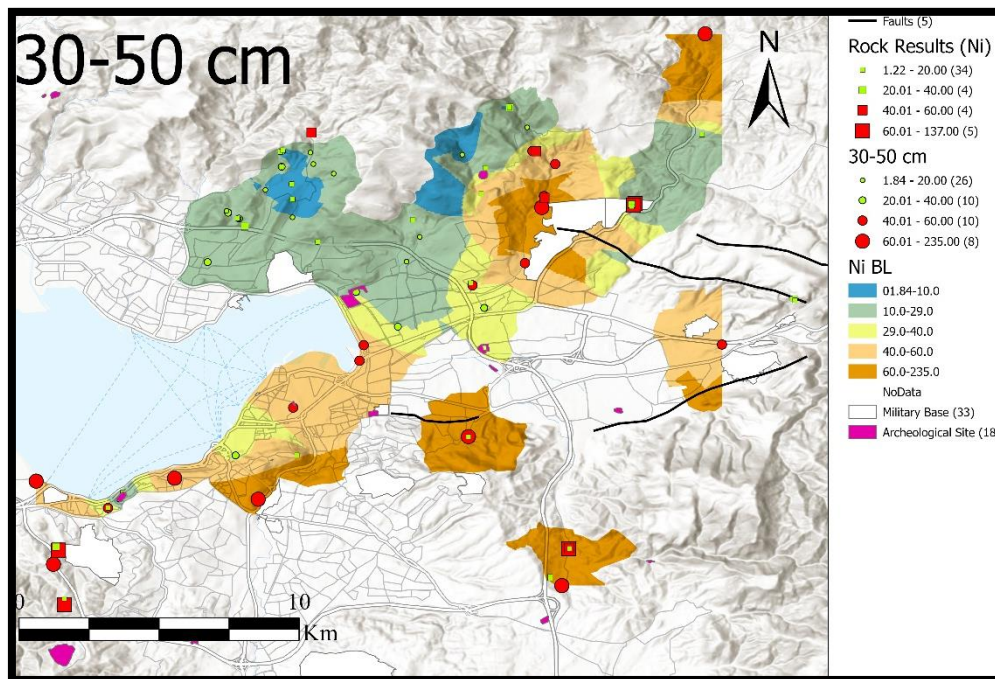 30-50 cm
N
0
10
Km
Faults (5)
Rock Results (Ni)
1.22 - 20.00 (34)
20.01 - 40.00 (4)
40.01 - 60.00 (4)
60.01 - 137.00 (5)
30-50 cm
1.84 - 20.00 (26)
20.01 - 40.00 (10)
40.01 - 60.00 (10)
60.01 - 235.00 (8)
Ni BL
01.84-10.0
10.0-29.0
29.0-40.0
40.0-60.0
60.0-235.0
NoData
Military Base (33)
Archeological Site (18